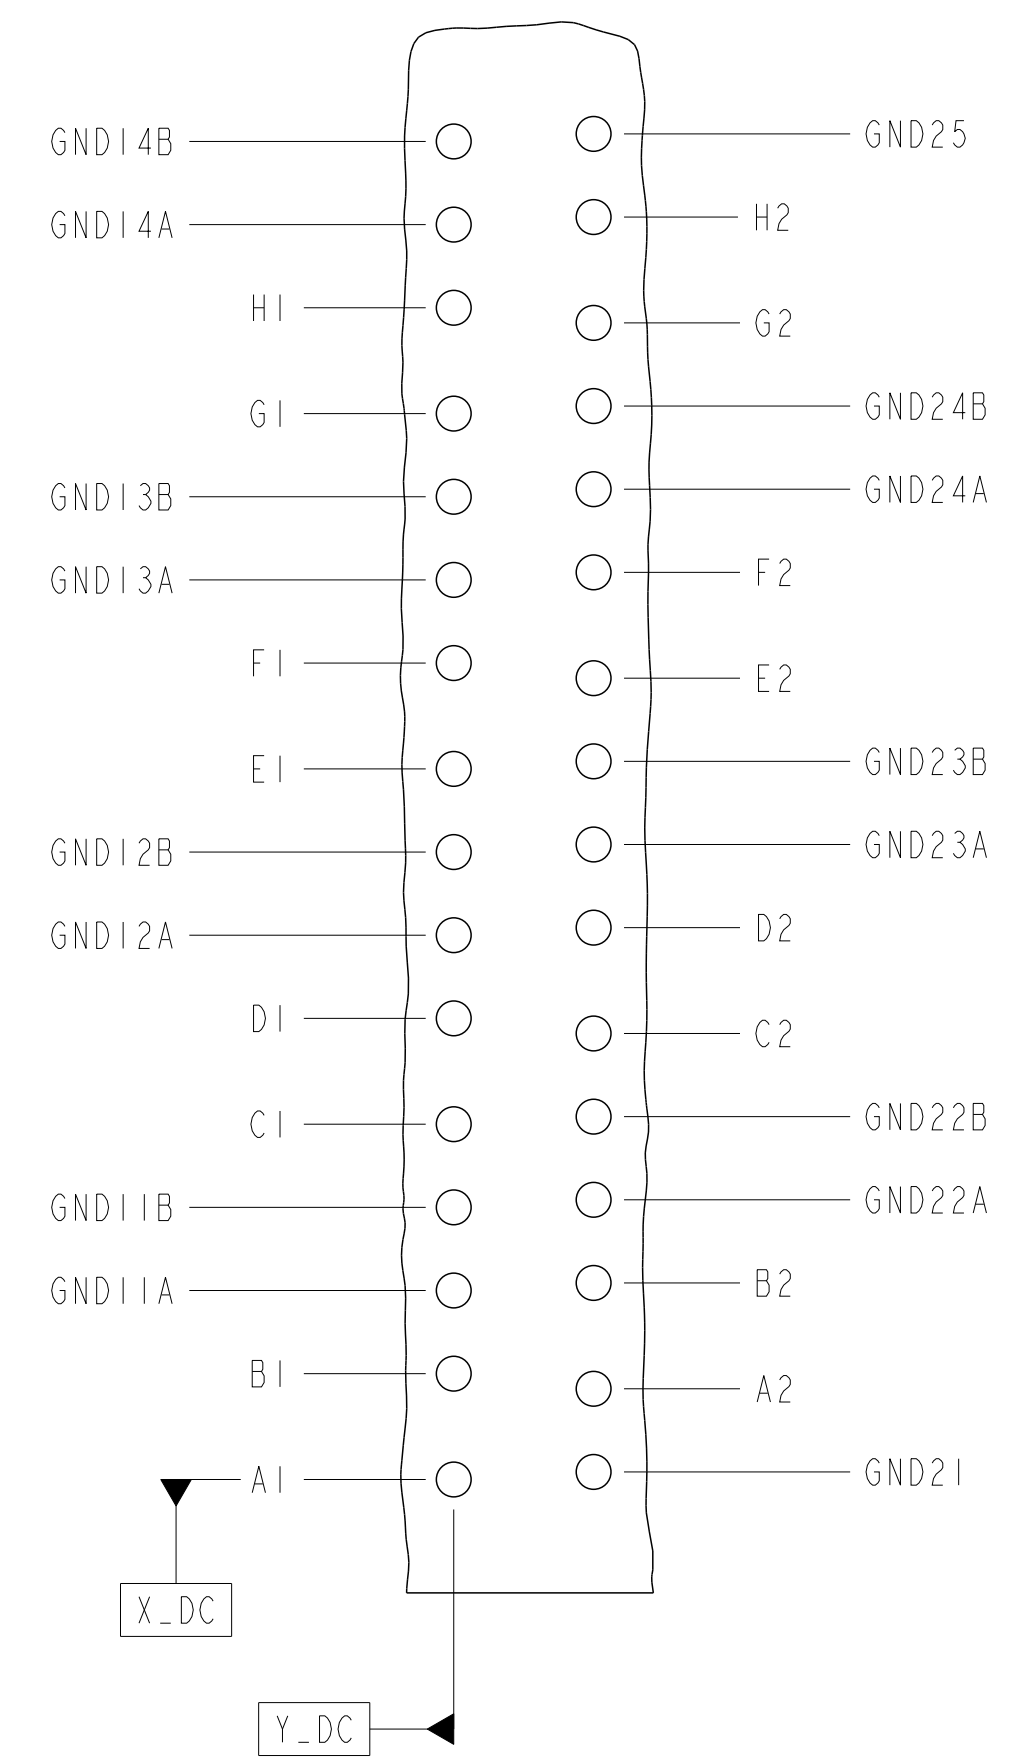 GND14B
GND25
GND14A
H2
H1
G2
G1
GND24B
GND13B
GND24A
GND13A
F2
F1
E2
E1
GND23B
GND12B
GND23A
GND12A
D2
D1
C2
C1
GND22B
GND11B
GND22A
GND11A
B2
B1
A2
A1
GND21
X_DC
Y_DC